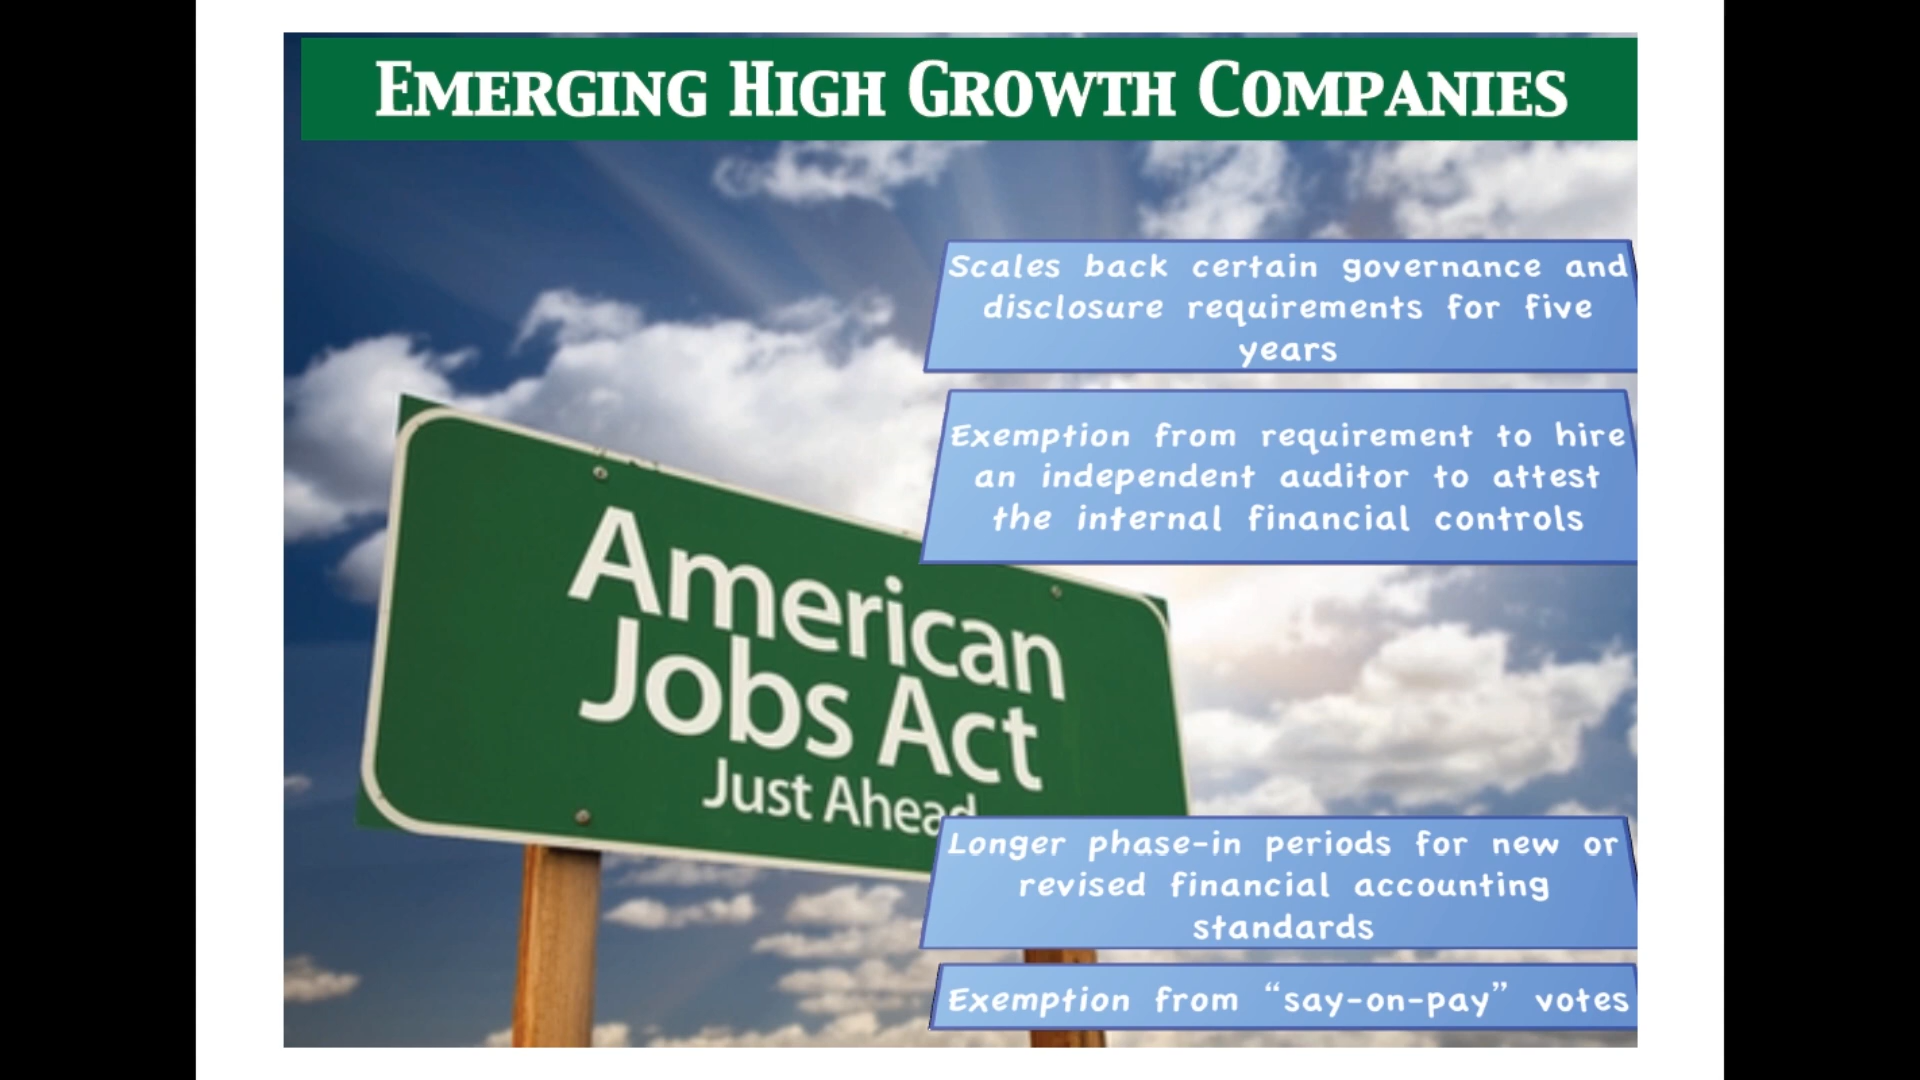 EMERGING HIGH GROWTH COMPANIES
Scales back certain governance and
disclosure requirements for five
years
Exemption from requirement to hire
an independent auditor to attest
the internal financial controls
American
Jobs Act
Just Ahead
Longer phase-in periods for new or
revised financial accounting
standards
Exemption from “say-on-pay” votes